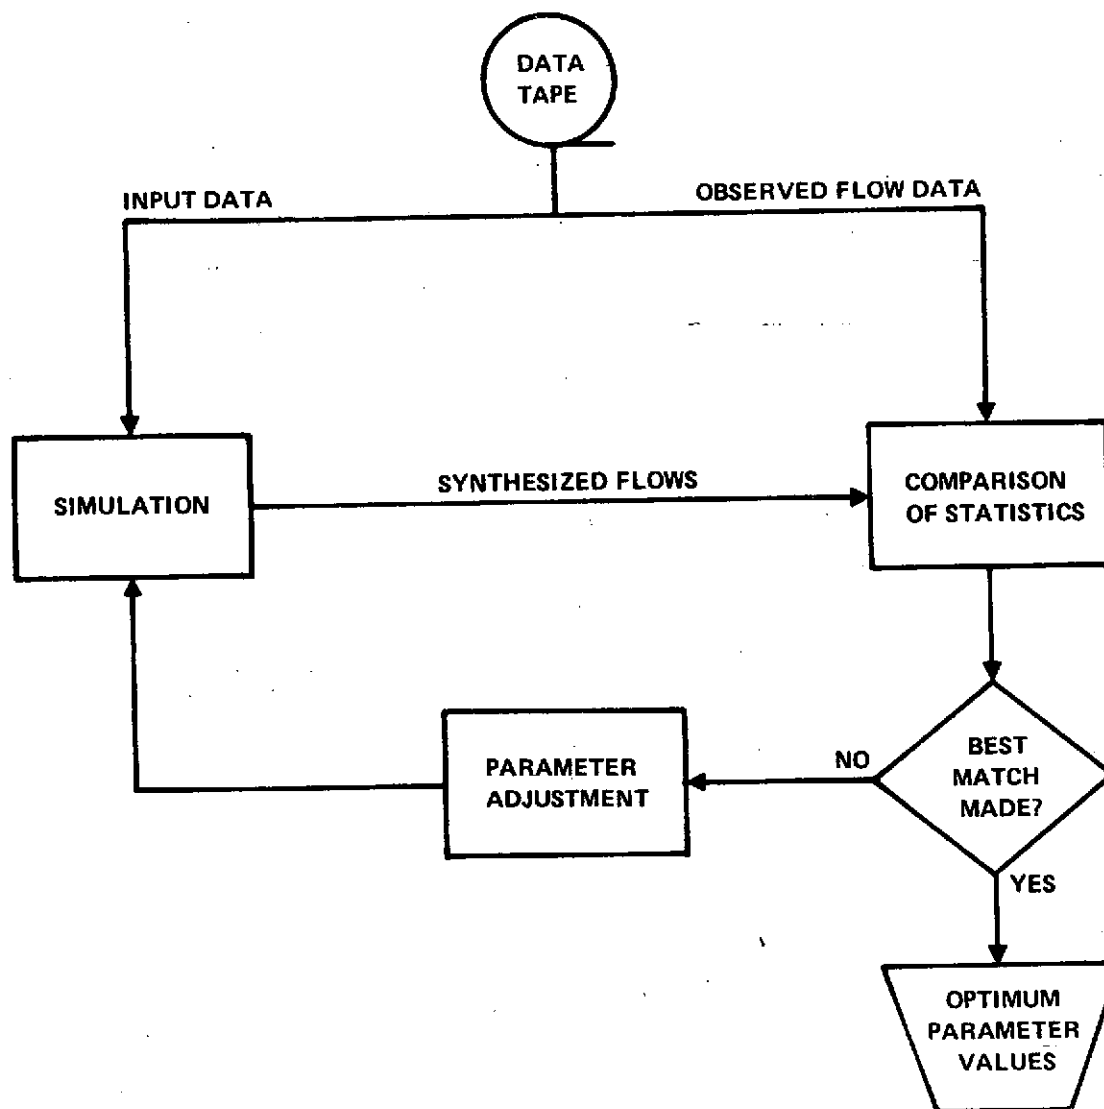 DATA
TAPE
INPUT DATA
OBSERVED FLOW DATA
SIMULATION
SYNTHESIZED FLOWS
COMPARISON
OF STATISTICS
PARAMETER
ADJUSTMENT
NO
BEST
MATCH
MADE?
YES
OPTIMUM
PARAMETER
VALUES